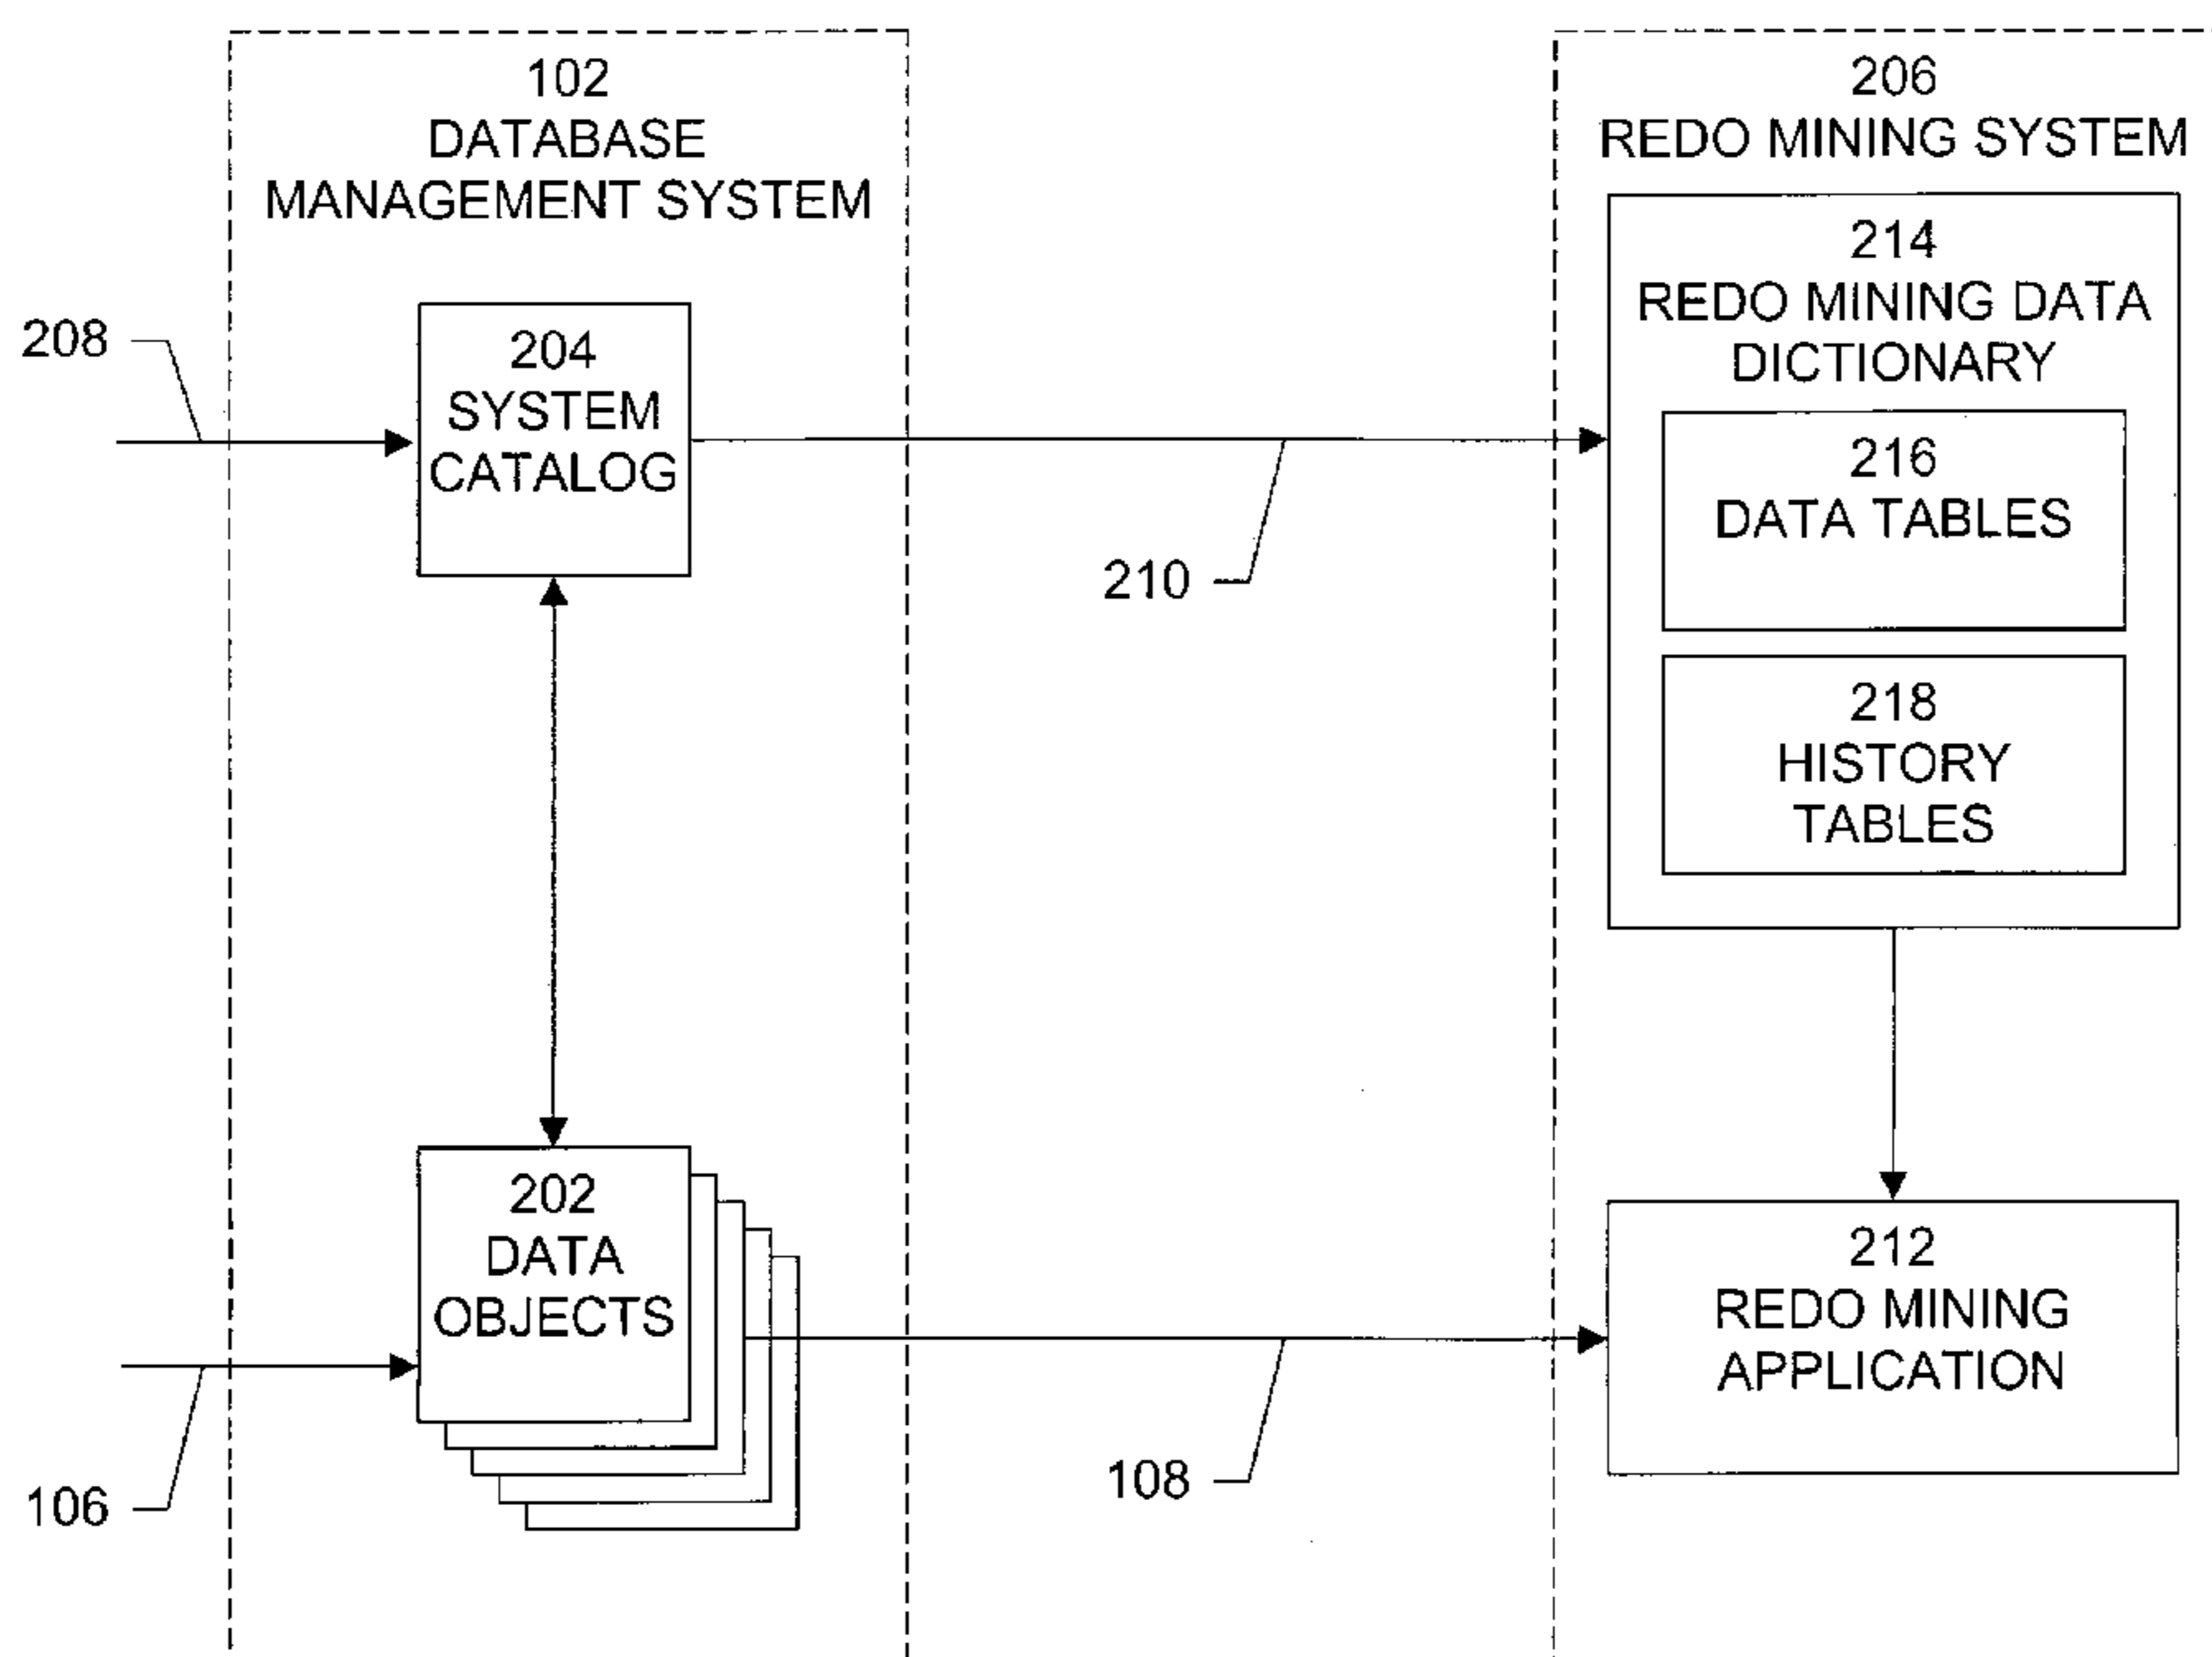 102
DATABASE
MANAGEMENT SYSTEM
206
REDO MINING SYSTEM
214
REDO MINING DATA
DICTIONARY
208
204
SYSTEM
CATALOG
216
DATA TABLES
210
218
HISTORY
TABLES
202
DATA
OBJECTS
212
REDO MINING
APPLICATION
106
108